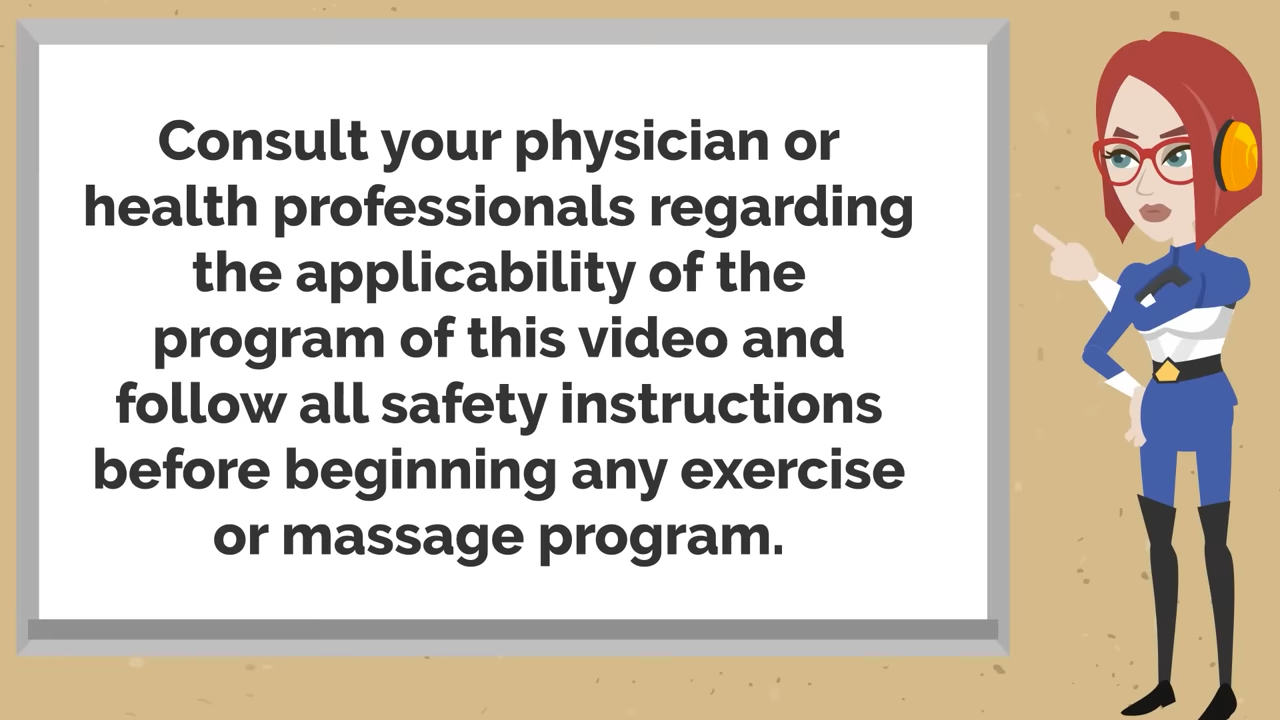 Consult your physician or
health professionals regarding
the applicability of the
program of this video and
follow all safety instructions
before beginning any exercise
or massage program.